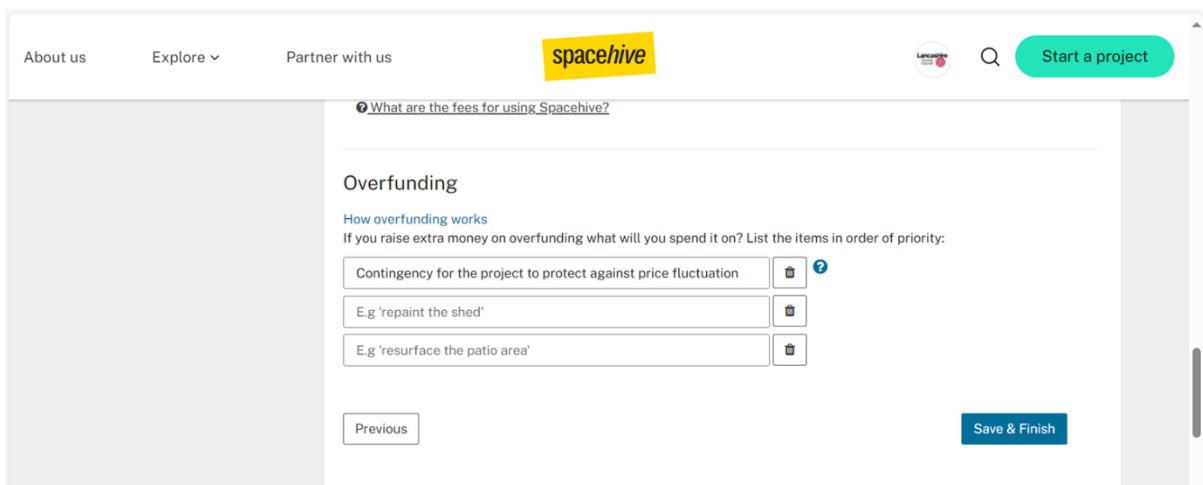 About us
Explore
Partner with us
spacehive
Lancashire
Start a project
What are the fees for using Spacehive?
Overfunding
How overfunding works
If you raise extra money on overfunding what will you spend it on? List the items in order of priority:
Contingency for the project to protect against price fluctuation
E.g 'repaint the shed'
E.g 'resurface the patio area'
Previous
Save & Finish